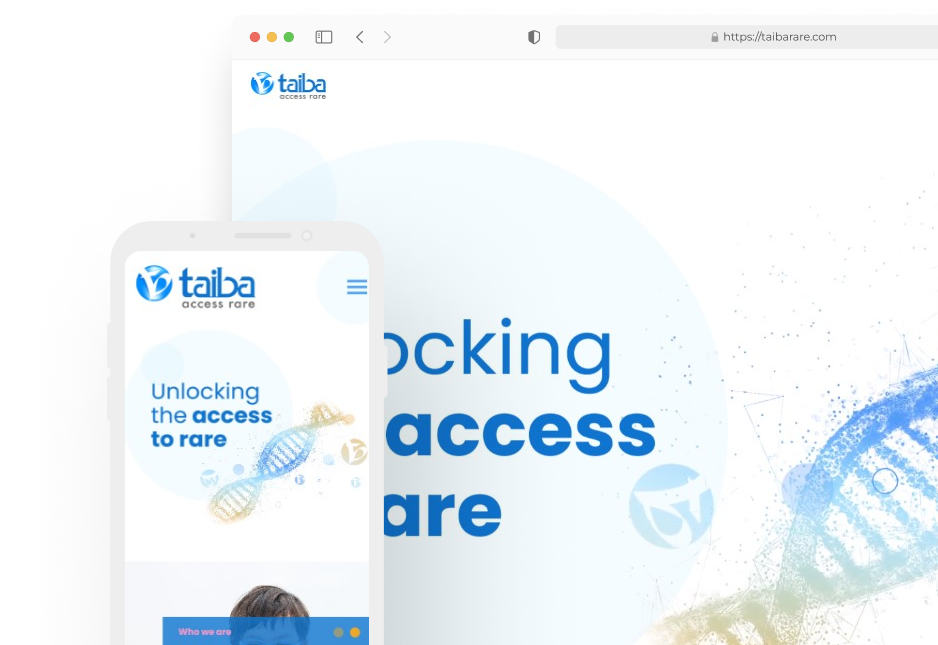 https://taibarare.com
taiba
access rare
ocking
access
are
taiba
access rare
Unlocking
the access
to rare
Who we are